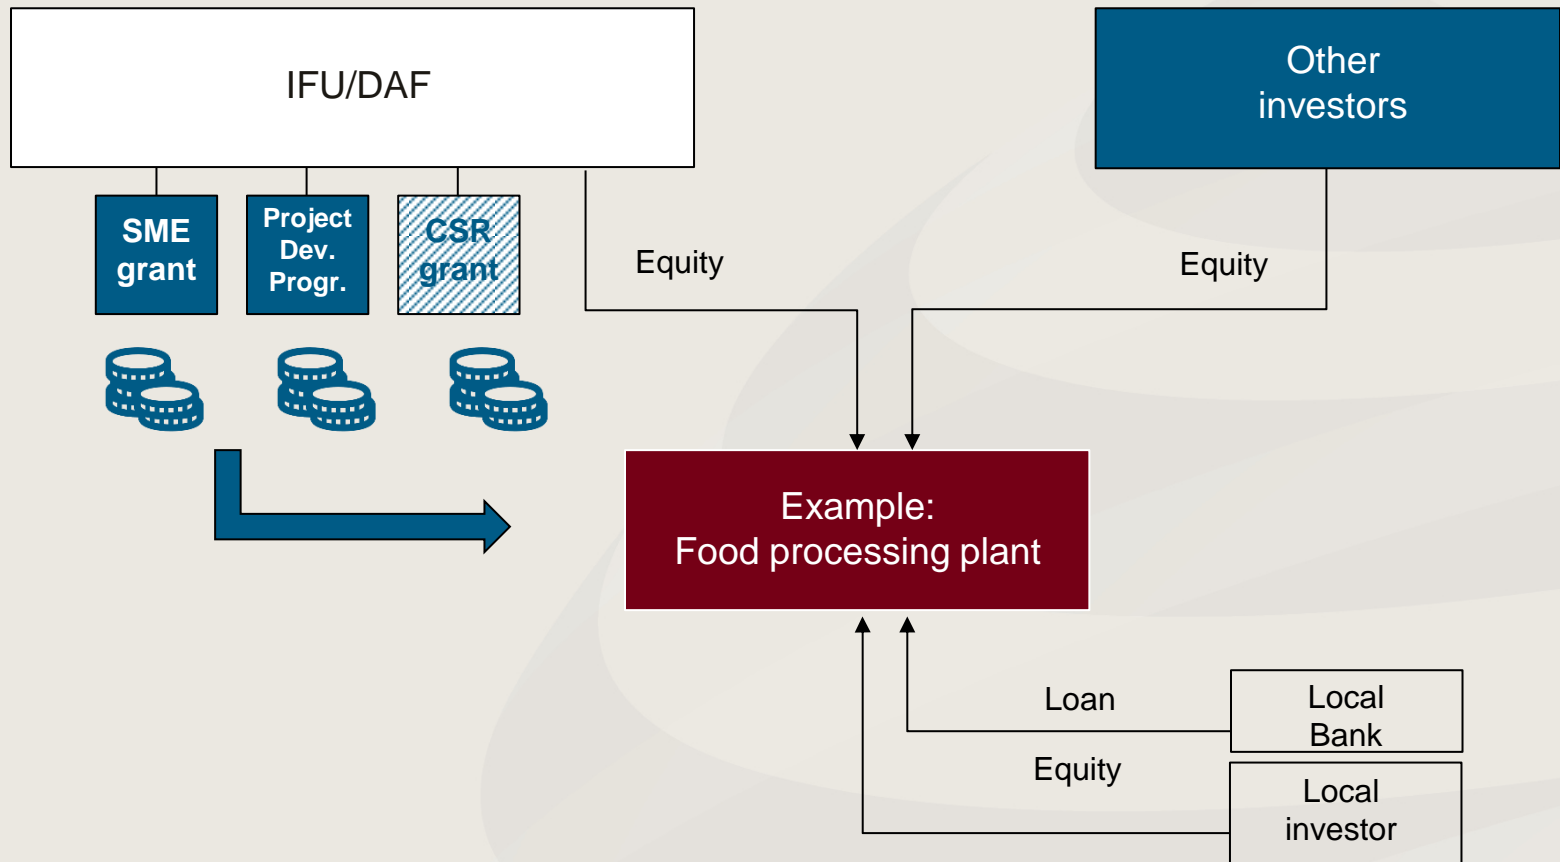 IFU/DAF
Other
investors
SME
grant
Project
Dev.
Progr.
CSR
grant
Equity
Equity
Example:
Food processing plant
Loan
Local
Bank
Equity
Local
investor